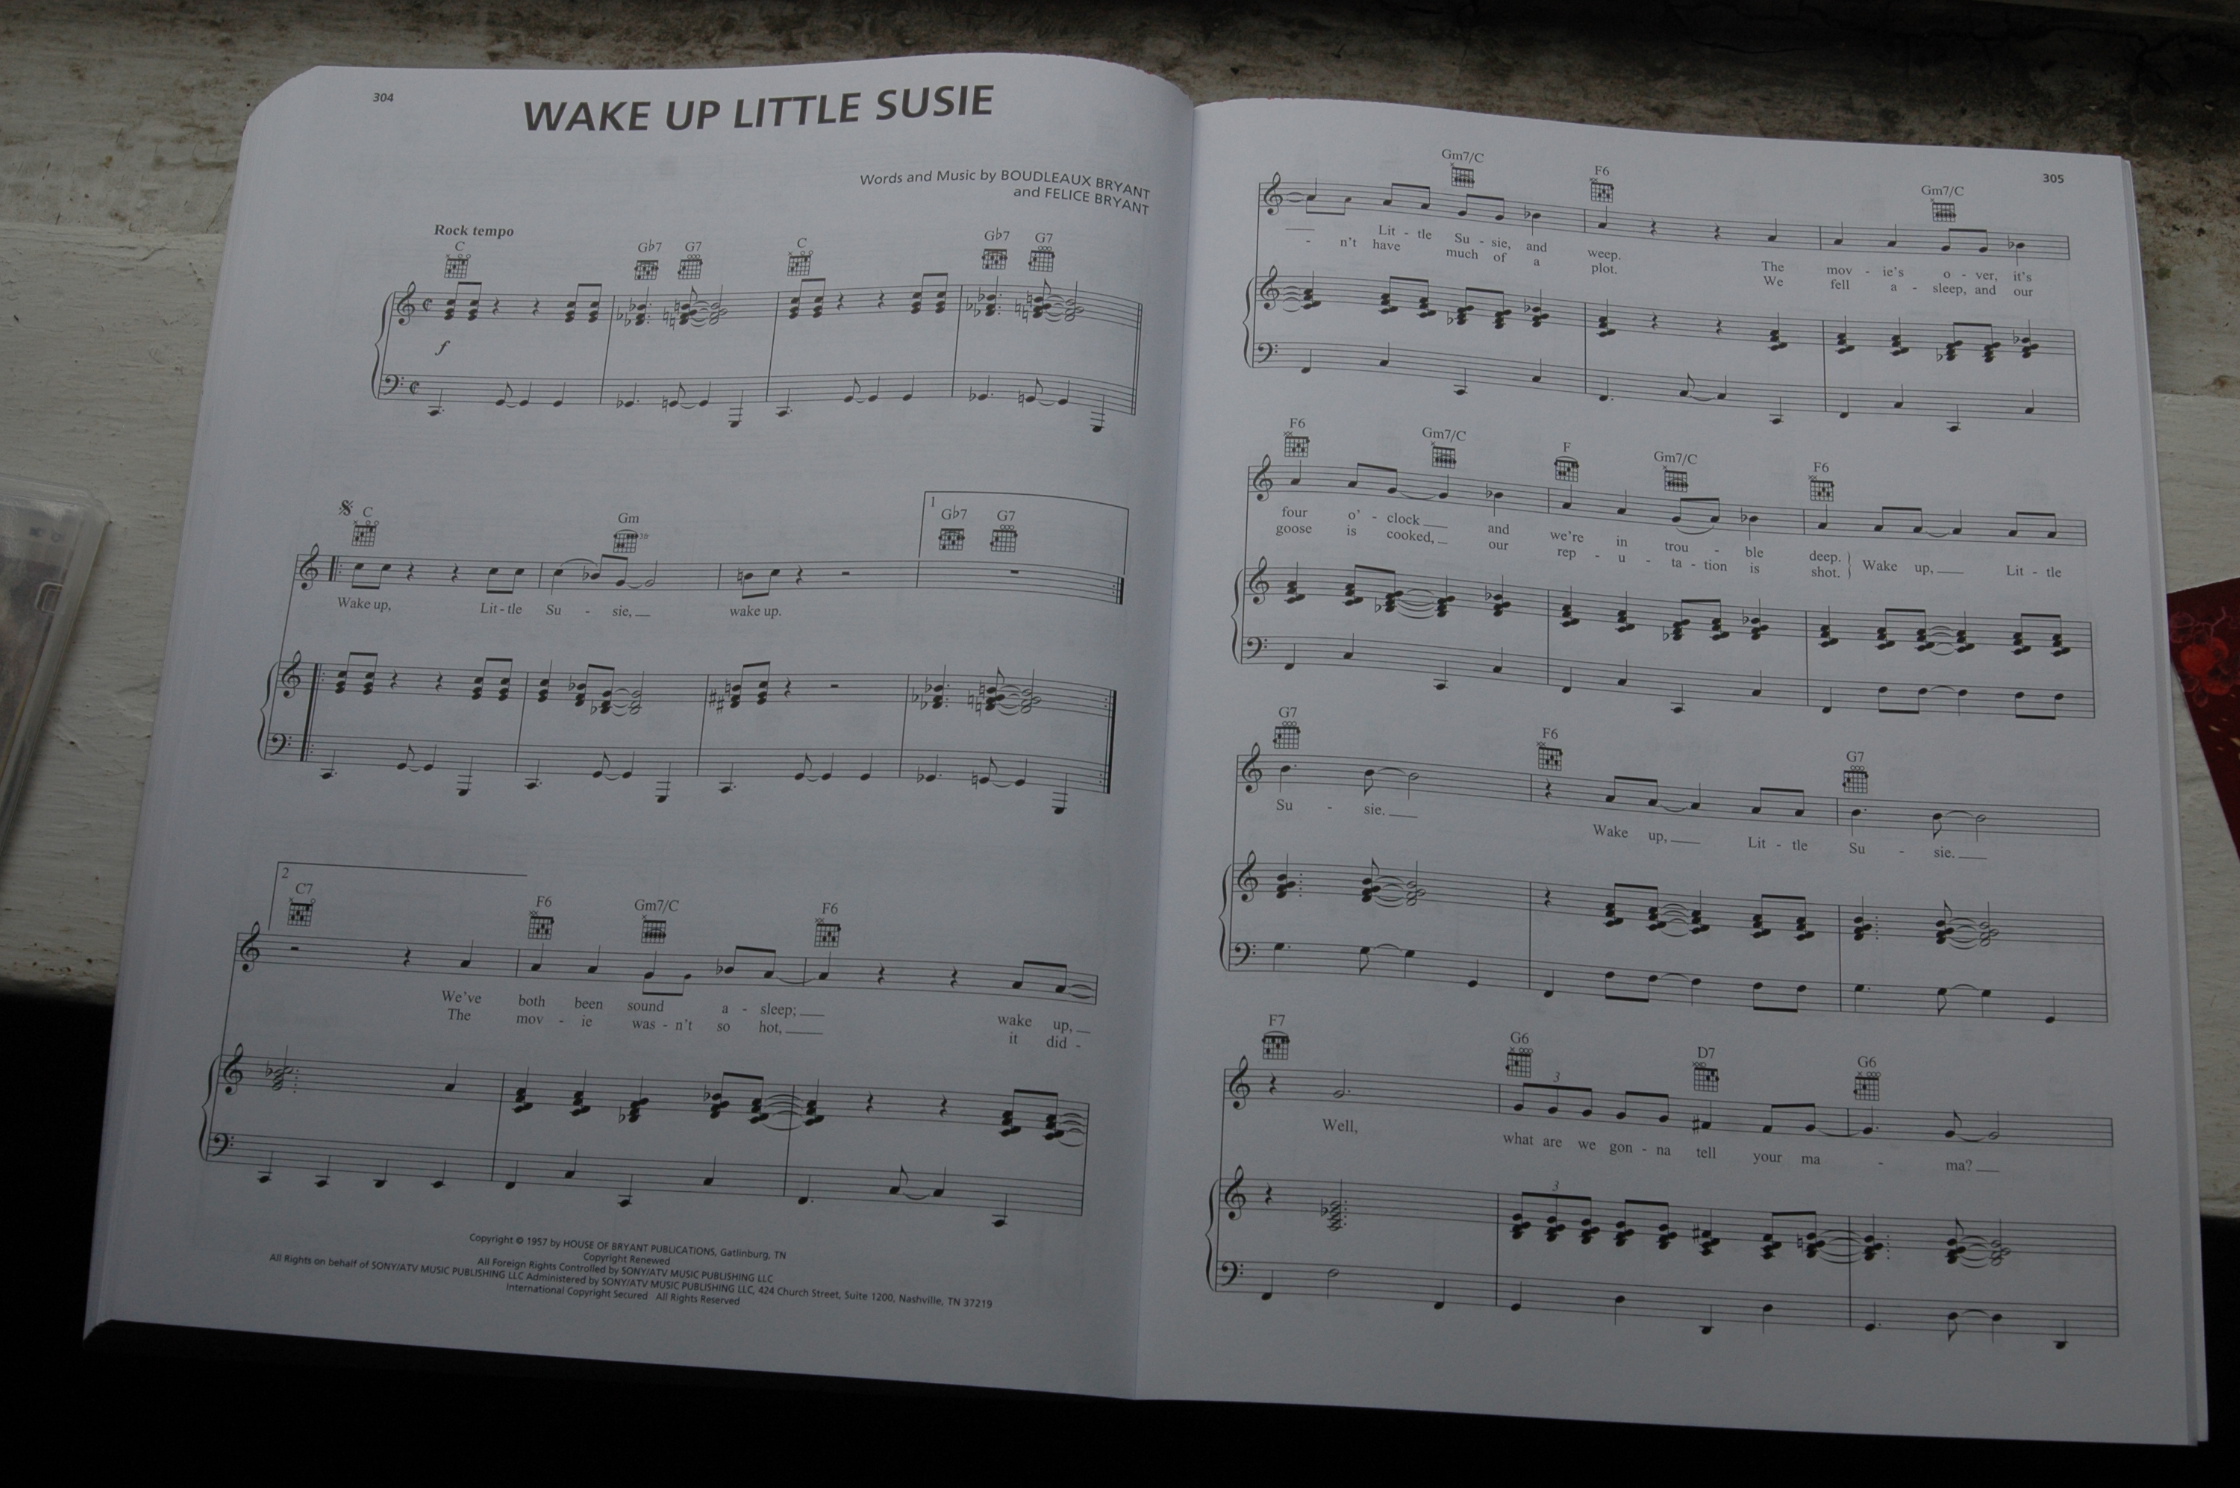 304
WAKE UP LITTLE SUSIE
Words and Music by BOUDLEAUX BRYANT
and FELICE BRYANT
Rock tempo
C G♭7 G7 C G♭7 G7
f
C Gm 1 G♭7 G7
Wake up, Lit - tle Su - sie, wake up.
2
C7 F6 Gm7/C F6
We've both been sound a - sleep; wake up,
The mov - ie was - n't so hot, it did -
Copyright © 1957 by HOUSE OF BRYANT PUBLICATIONS, Gatlinburg, TN
Copyright Renewed
All Foreign Rights Controlled by SONY/ATV MUSIC PUBLISHING LLC
All Rights on behalf of SONY/ATV MUSIC PUBLISHING LLC Administered by SONY/ATV MUSIC PUBLISHING LLC, 424 Church Street, Suite 1200, Nashville, TN 37219
International Copyright Secured All Rights Reserved
305
Gm7/C F6 Gm7/C
Lit - tle Su - sie, and weep. The mov - ie's o - ver, it's
- n't have much of a plot. We fell a - sleep, and our
F6 Gm7/C F Gm7/C F6
four o' - clock and we're in trou - ble deep. } Wake up, Lit - tle
goose is cooked, our rep - u - ta - tion is shot. }
G7 F6 G7
Su - sie. Wake up, Lit - tle Su - sie.
F7 G6 D7 G6
3
Well, what are we gon - na tell your ma - ma?
3